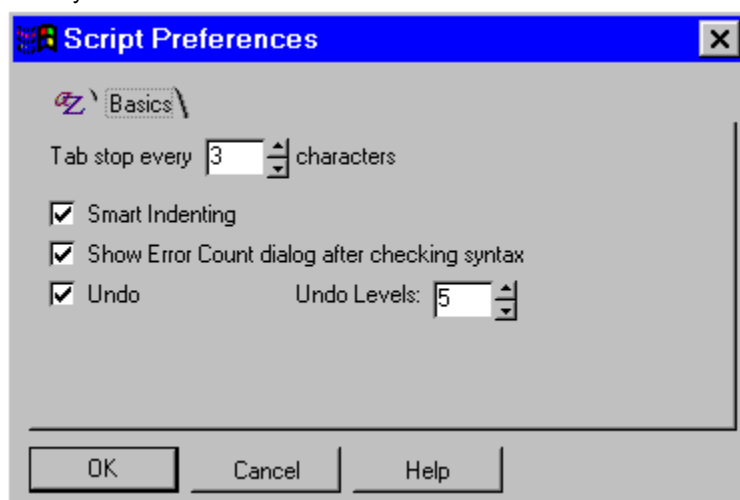 Script Preferences
Basics
Tab stop every 3 characters
Smart Indenting
Show Error Count dialog after checking syntax
Undo Undo Levels: 5
OK Cancel Help